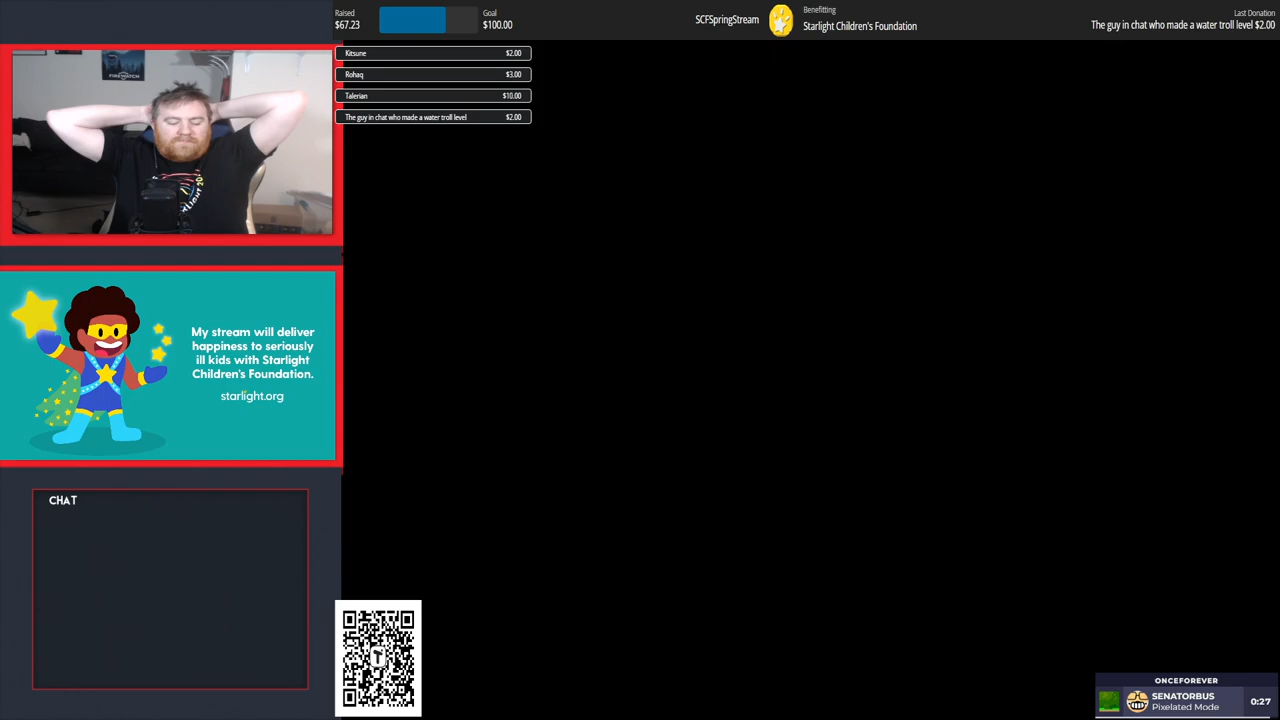 Raised
$67.23
Goal
$100.00
SCFSpringStream
Benefitting
Starlight Children's Foundation
Last Donation
The guy in chat who made a water troll level $2.00
Kitsune $2.00
Rohaq $3.00
Talerian $10.00
The guy in chat who made a water troll level $2.00
FIREWATCH
My stream will deliver
happiness to seriously
ill kids with Starlight
Children's Foundation.
starlight.org
CHAT
T
ONCEFOREVER
SENATORBUS
Pixelated Mode
0:27